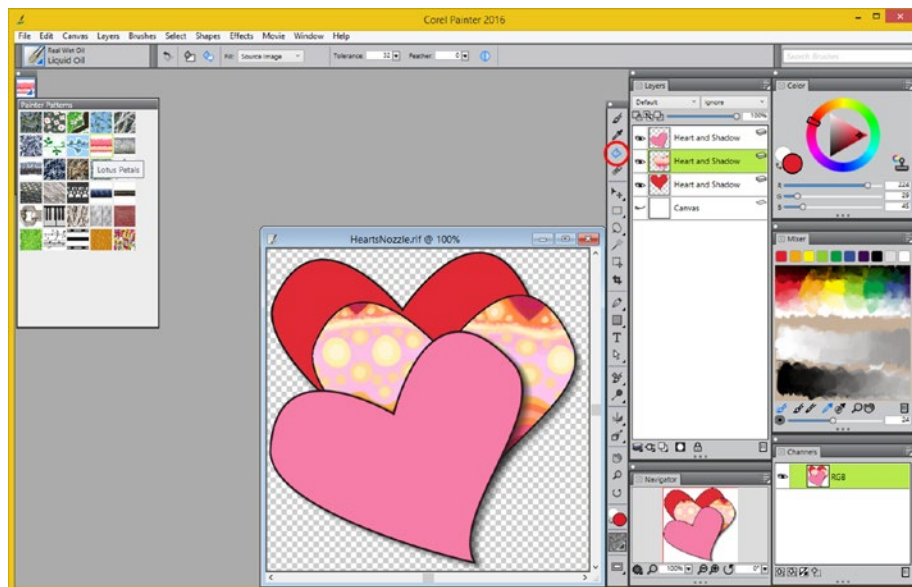 Corel Painter 2016
File Edit Canvas Layers Brushes Select Shapes Effects Movie Window Help
Real Wet Oil
Liquid Oil
Fill: Source Image Tolerance: 32 Feather: 0
Search Brushes
Painter Patterns
Lotus Petals
HeartsNozzle.rif @ 100%
Layers
Default Ignore
100%
Heart and Shadow
Heart and Shadow
Heart and Shadow
Canvas
Navigator
100% 0°
Color
R 224
G 29
B 45
Mixer
24
Channels
RGB